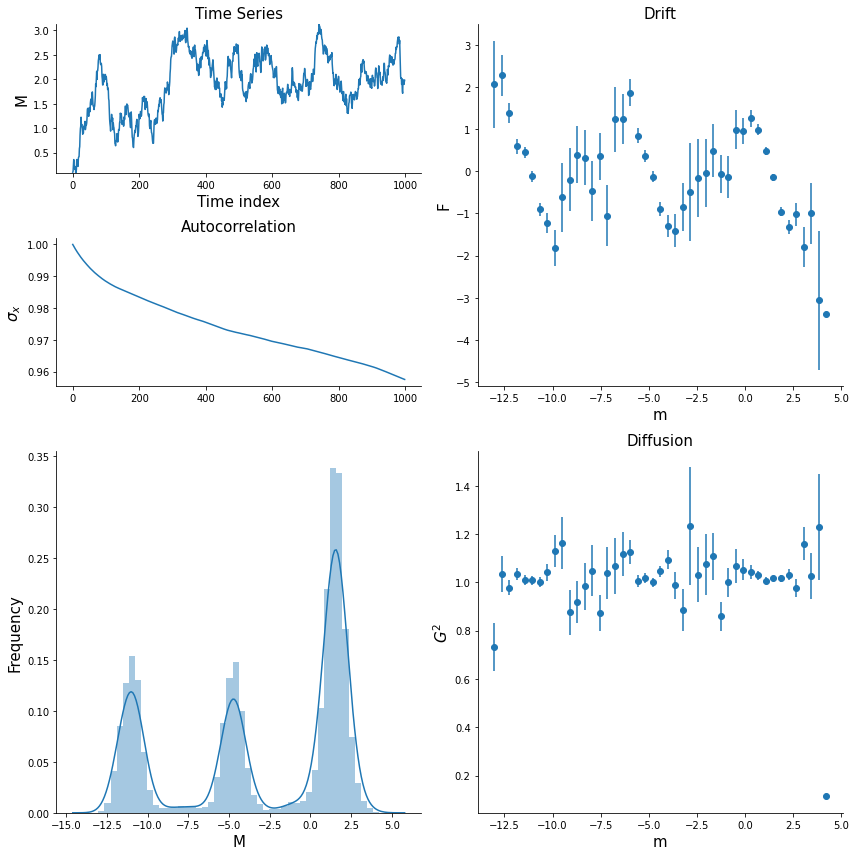 Time Series
M
3.0
2.5
2.0
1.5
1.0
0.5
0 200 400 600 800 1000
Time index
Autocorrelation
σx
1.00
0.99
0.98
0.97
0.96
0 200 400 600 800 1000
Drift
F
3
2
1
0
−1
−2
−3
−4
−5
−12.5 −10.0 −7.5 −5.0 −2.5 0.0 2.5 5.0
m
Frequency
0.35
0.30
0.25
0.20
0.15
0.10
0.05
0.00
−15.0 −12.5 −10.0 −7.5 −5.0 −2.5 0.0 2.5 5.0
M
Diffusion
G²
1.4
1.2
1.0
0.8
0.6
0.4
0.2
−12.5 −10.0 −7.5 −5.0 −2.5 0.0 2.5 5.0
m